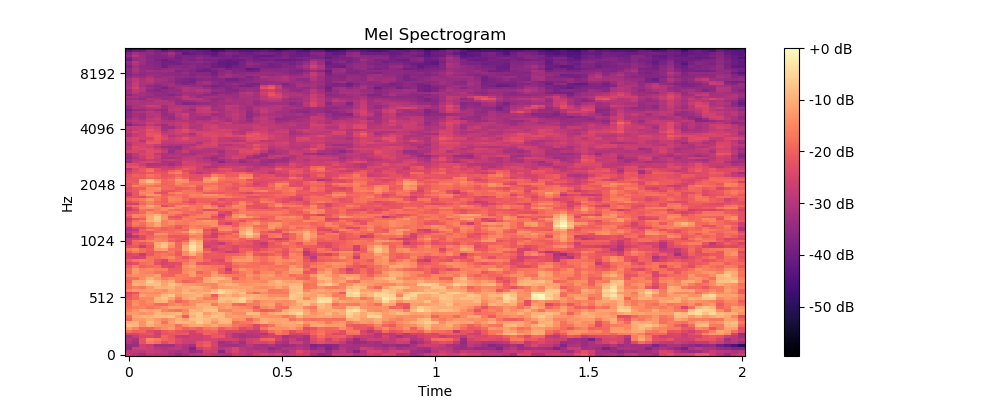 Mel Spectrogram
Hz
8192
4096
2048
1024
512
0
0
0.5
1
1.5
2
Time
+0 dB
-10 dB
-20 dB
-30 dB
-40 dB
-50 dB